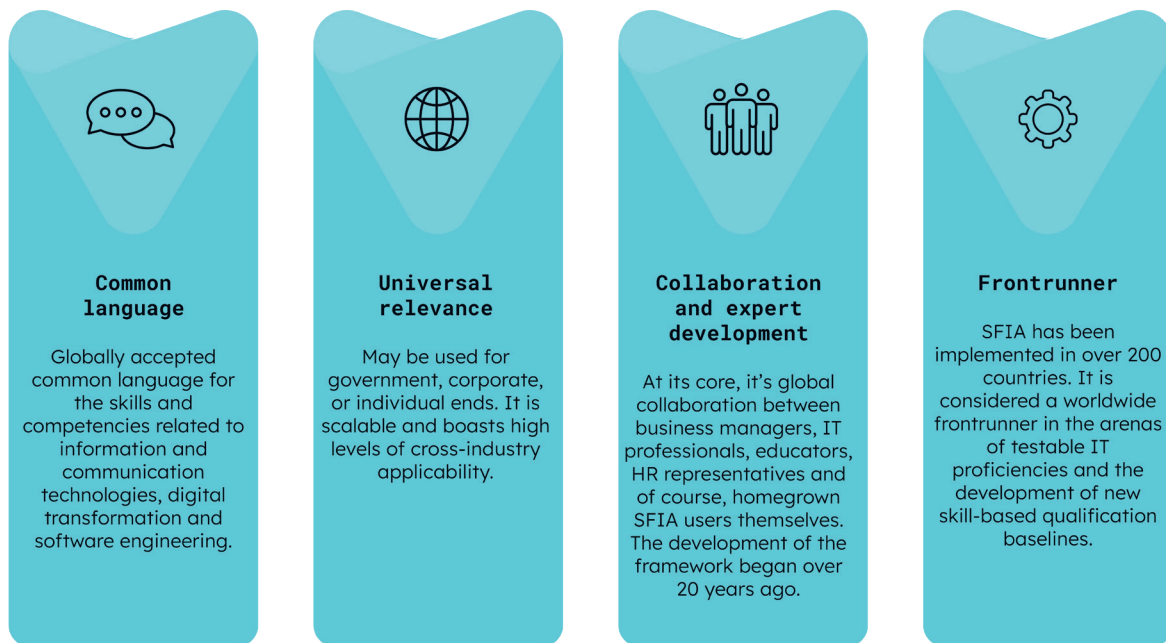 Common
language
Globally accepted
common language for
the skills and
competencies related to
information and
communication
technologies, digital
transformation and
software engineering.
Universal
relevance
May be used for
government, corporate,
or individual ends. It is
scalable and boasts high
levels of cross-industry
applicability.
Collaboration
and expert
development
At its core, it’s global
collaboration between
business managers, IT
professionals, educators,
HR representatives and
of course, homegrown
SFIA users themselves.
The development of the
framework began over
20 years ago.
Frontrunner
SFIA has been
implemented in over 200
countries. It is
considered a worldwide
frontrunner in the arenas
of testable IT
proficiencies and the
development of new
skill-based qualification
baselines.